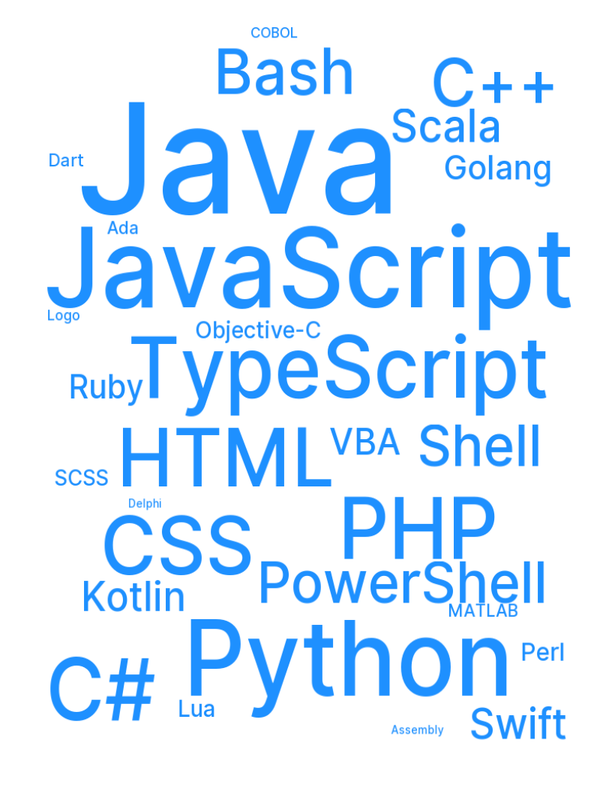 COBOL
Bash
C++
Java
Scala
Dart
Golang
Ada
JavaScript
Logo
Objective-C
TypeScript
Ruby
HTML
VBA
Shell
SCSS
Delphi
CSS
PHP
PowerShell
Kotlin
MATLAB
Python
Perl
C#
Lua
Swift
Assembly